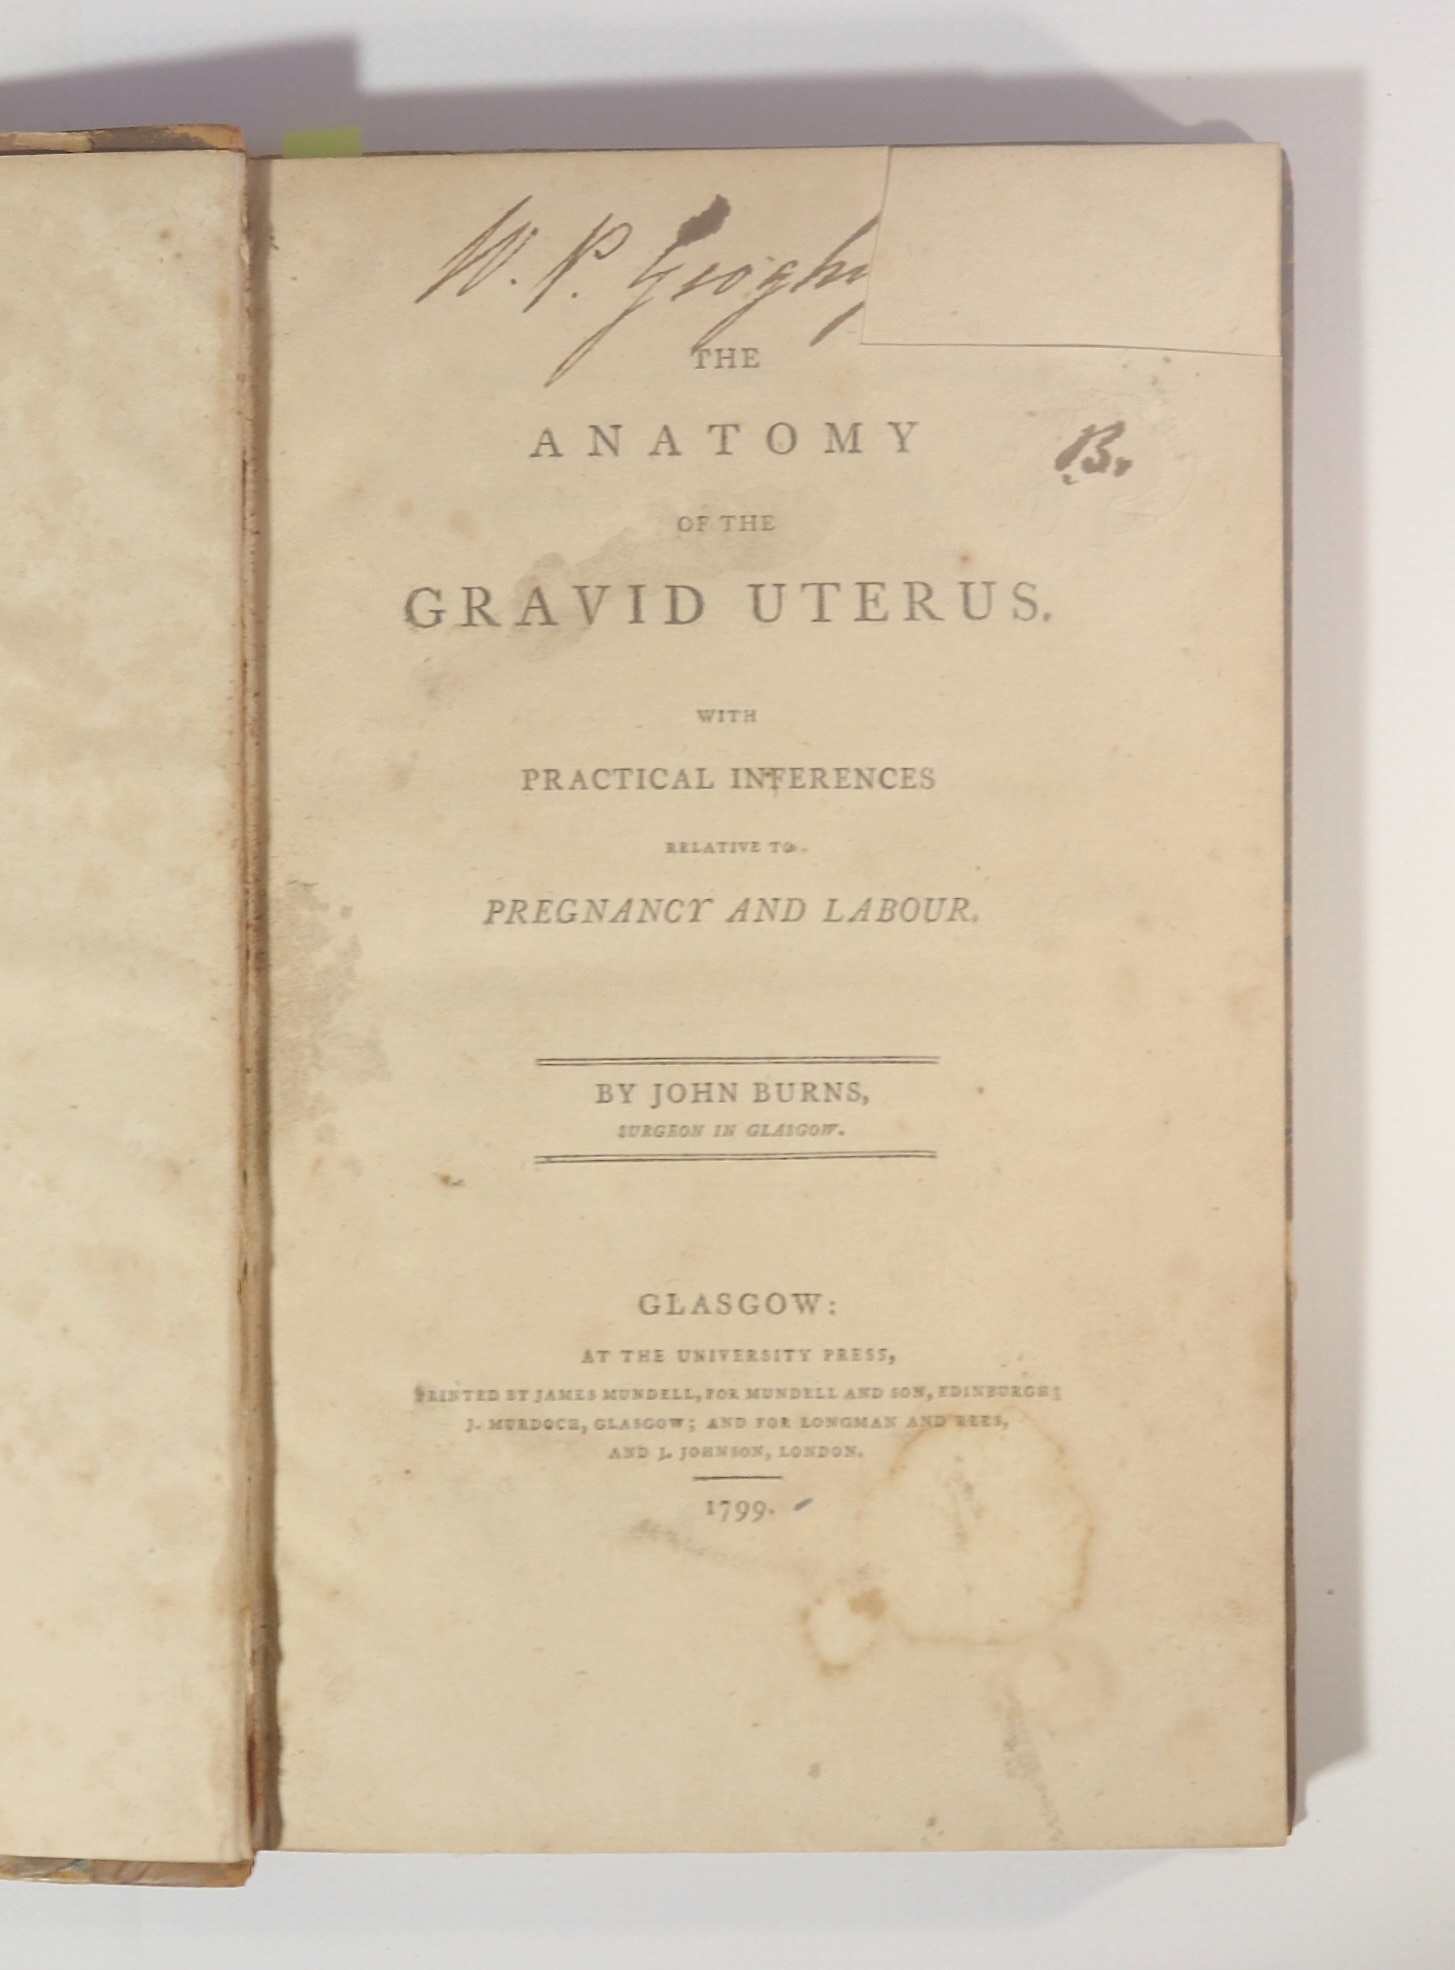 W. P. Geoghe
THE
ANATOMY
B.
OF THE
GRAVID UTERUS.
WITH
PRACTICAL INFERENCES
RELATIVE TO
PREGNANCY AND LABOUR.
BY JOHN BURNS,
SURGEON IN GLASGOW.
GLASGOW:
AT THE UNIVERSITY PRESS,
PRINTED BY JAMES MUNDELL, FOR MUNDELL AND SON, EDINBURGH;
J. MURDOCH, GLASGOW; AND FOR LONGMAN AND REES,
AND J. JOHNSON, LONDON.
1799.